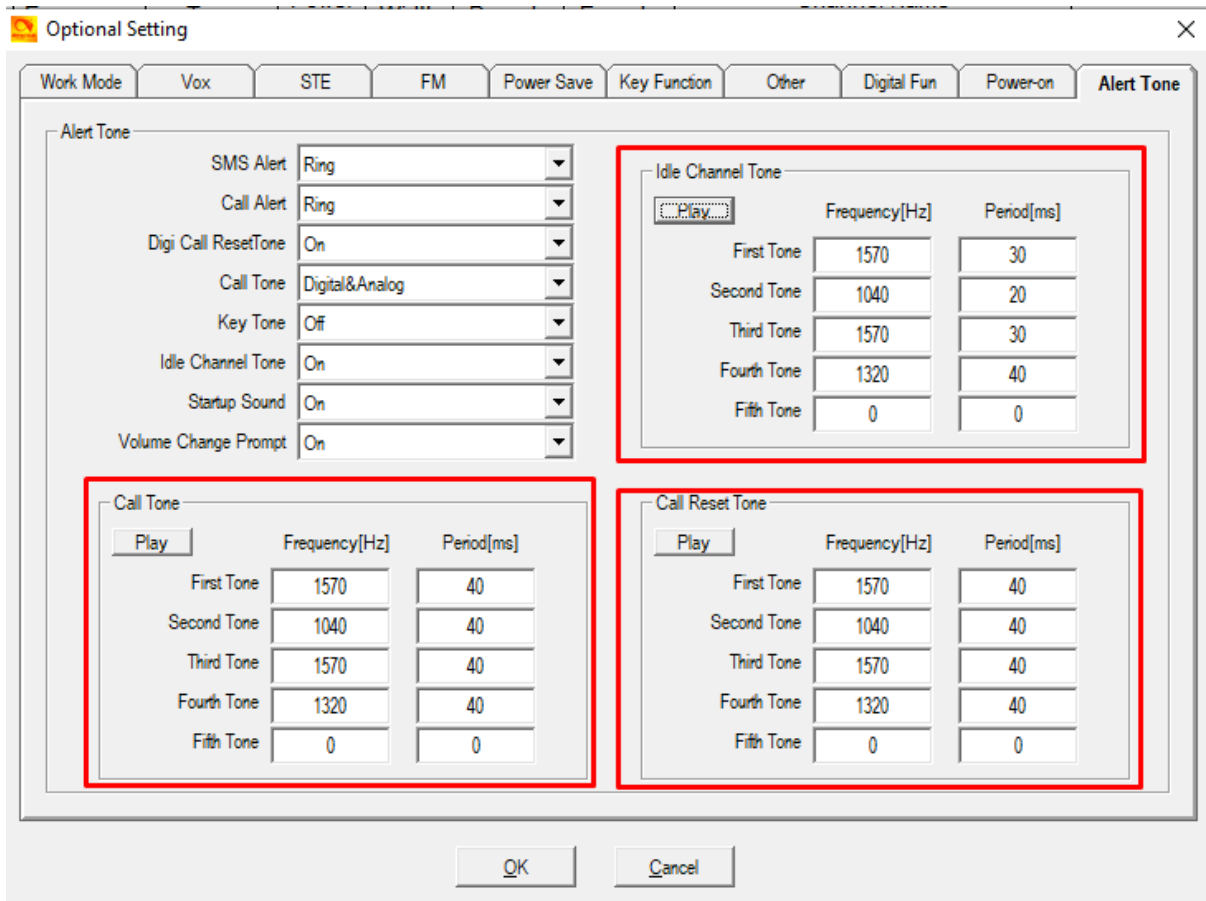 Optional Setting
Work Mode Vox STE FM Power Save Key Function Other Digital Fun Power-on Alert Tone
Alert Tone
SMS Alert Ring
Call Alert Ring
Digi Call ResetTone On
Call Tone Digital&Analog
Key Tone Off
Idle Channel Tone On
Startup Sound On
Volume Change Prompt On
Idle Channel Tone
Play Frequency[Hz] Period[ms]
First Tone 1570 30
Second Tone 1040 20
Third Tone 1570 30
Fourth Tone 1320 40
Fifth Tone 0 0
Call Tone
Play Frequency[Hz] Period[ms]
First Tone 1570 40
Second Tone 1040 40
Third Tone 1570 40
Fourth Tone 1320 40
Fifth Tone 0 0
Call Reset Tone
Play Frequency[Hz] Period[ms]
First Tone 1570 40
Second Tone 1040 40
Third Tone 1570 40
Fourth Tone 1320 40
Fifth Tone 0 0
OK Cancel